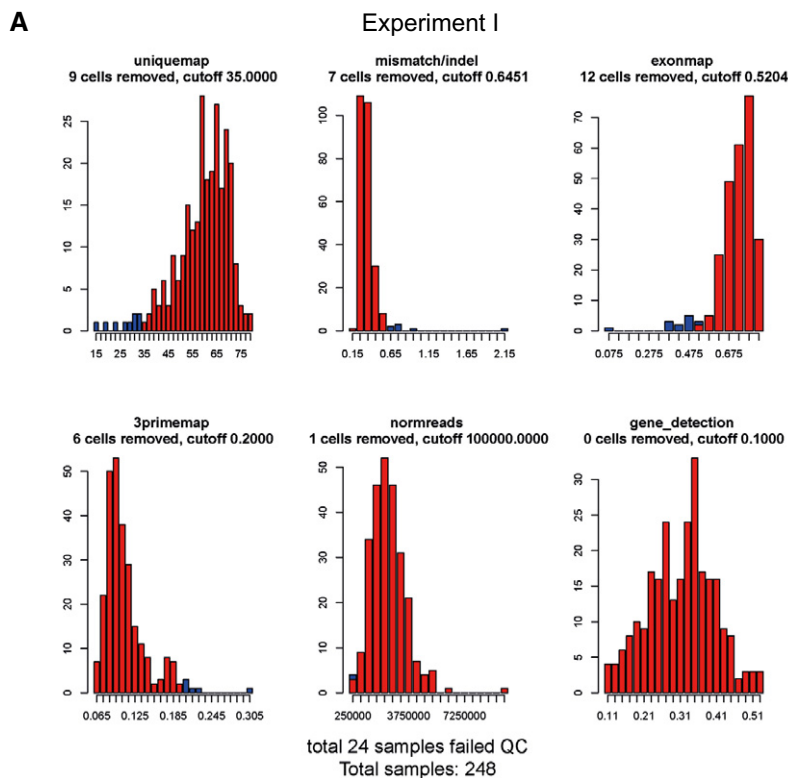 A
Experiment I
uniquemap
9 cells removed, cutoff 35.0000
25
20
15
10
5
0
15 25 35 45 55 65 75
mismatch/indel
7 cells removed, cutoff 0.6451
100
80
60
40
20
0
0.15 0.65 1.15 1.65 2.15
exonmap
12 cells removed, cutoff 0.5204
70
60
50
40
30
20
10
0
0.075 0.275 0.475 0.675
3primemap
6 cells removed, cutoff 0.2000
50
40
30
20
10
0
0.065 0.125 0.185 0.245 0.305
normreads
1 cells removed, cutoff 100000.0000
50
40
30
20
10
0
250000 3750000 7250000
gene_detection
0 cells removed, cutoff 0.1000
30
25
20
15
10
5
0
0.11 0.21 0.31 0.41 0.51
total 24 samples failed QC
Total samples: 248